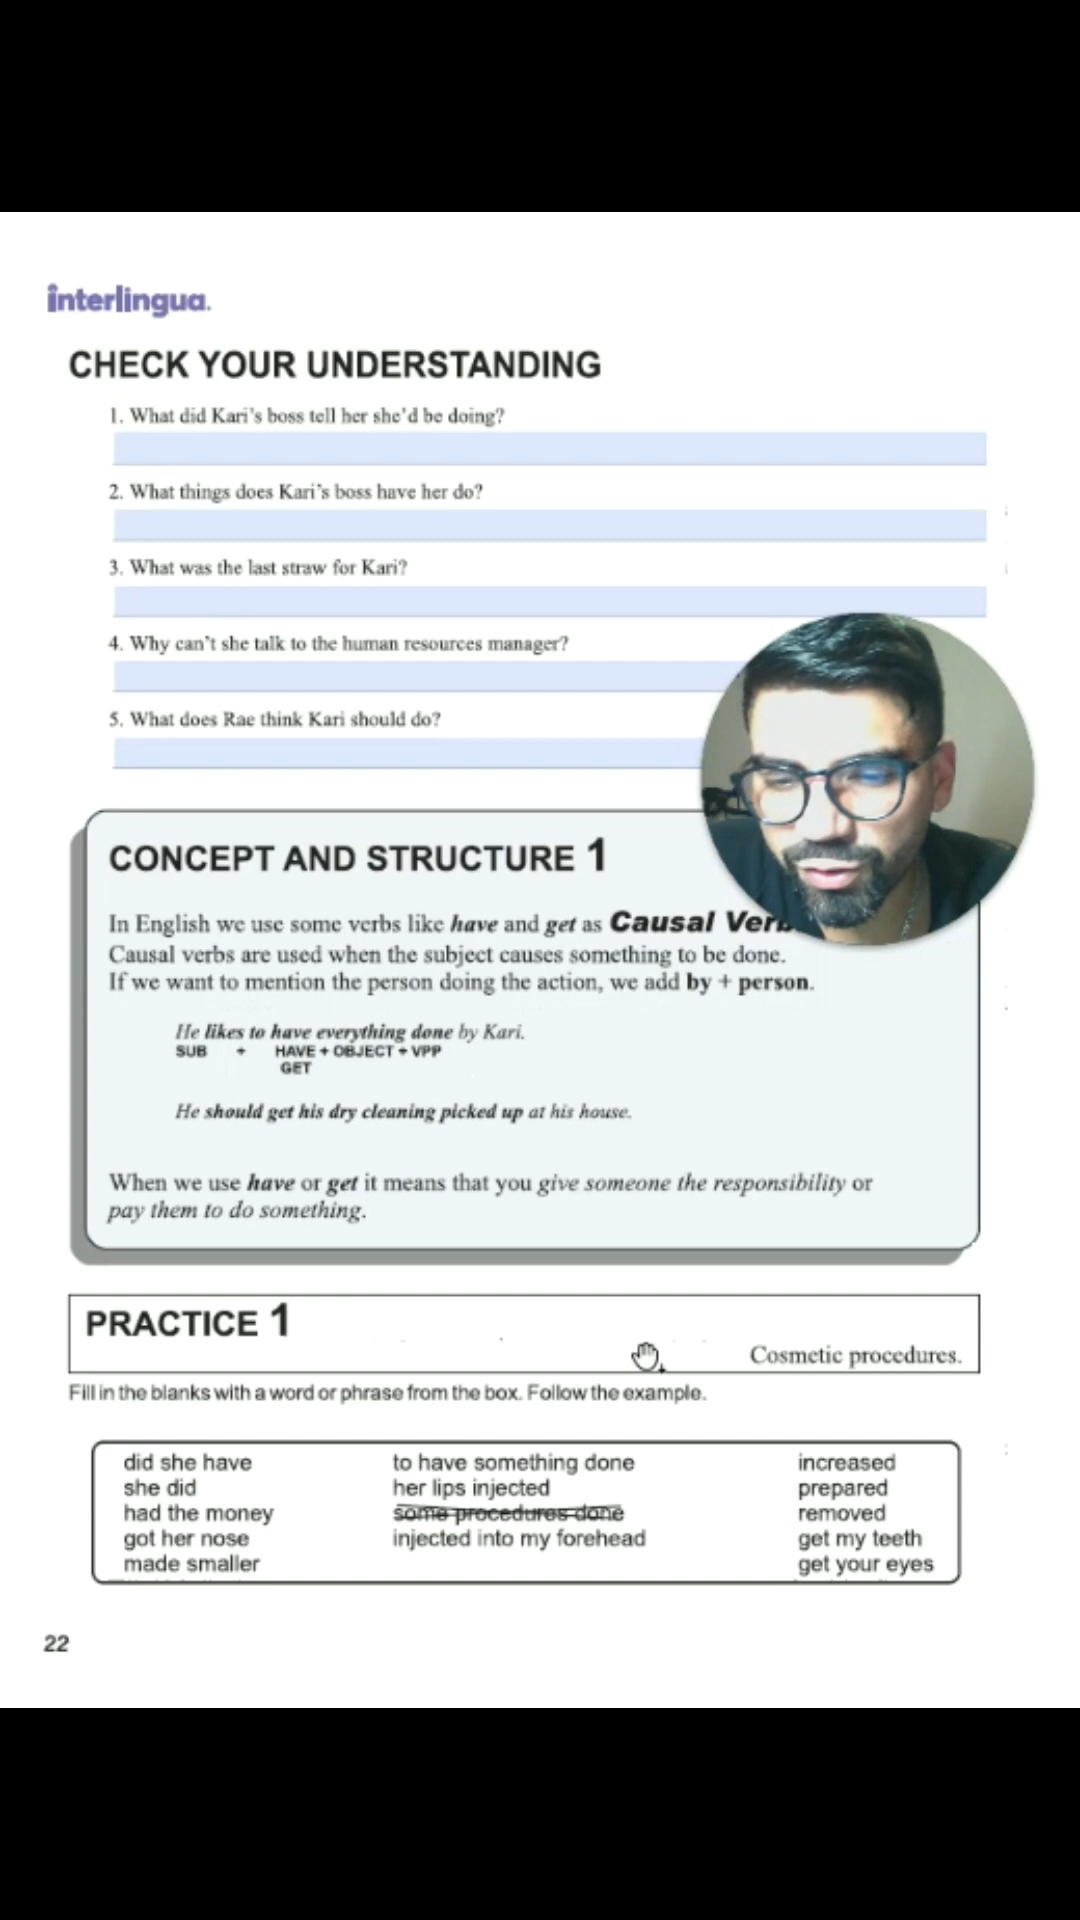 interlingua.
CHECK YOUR UNDERSTANDING
1. What did Kari's boss tell her she'd be doing?
2. What things does Kari's boss have her do?
3. What was the last straw for Kari?
4. Why can't she talk to the human resources manager?
5. What does Rae think Kari should do?
CONCEPT AND STRUCTURE 1
In English we use some verbs like have and get as Causal
Causal verbs are used when the subject causes something to be done.
If we want to mention the person doing the action, we add by + person.
He likes to have everything done by Kari.
SUB + HAVE + OBJECT + VPP
GET
He should get his dry cleaning picked up at his house.
When we use have or get it means that you give someone the responsibility or
pay them to do something.
PRACTICE 1
Cosmetic procedures.
Fill in the blanks with a word or phrase from the box. Follow the example.
did she have to have something done increased
she did her lips injected prepared
had the money some procedures done removed
got her nose injected into my forehead get my teeth
made smaller get your eyes
22